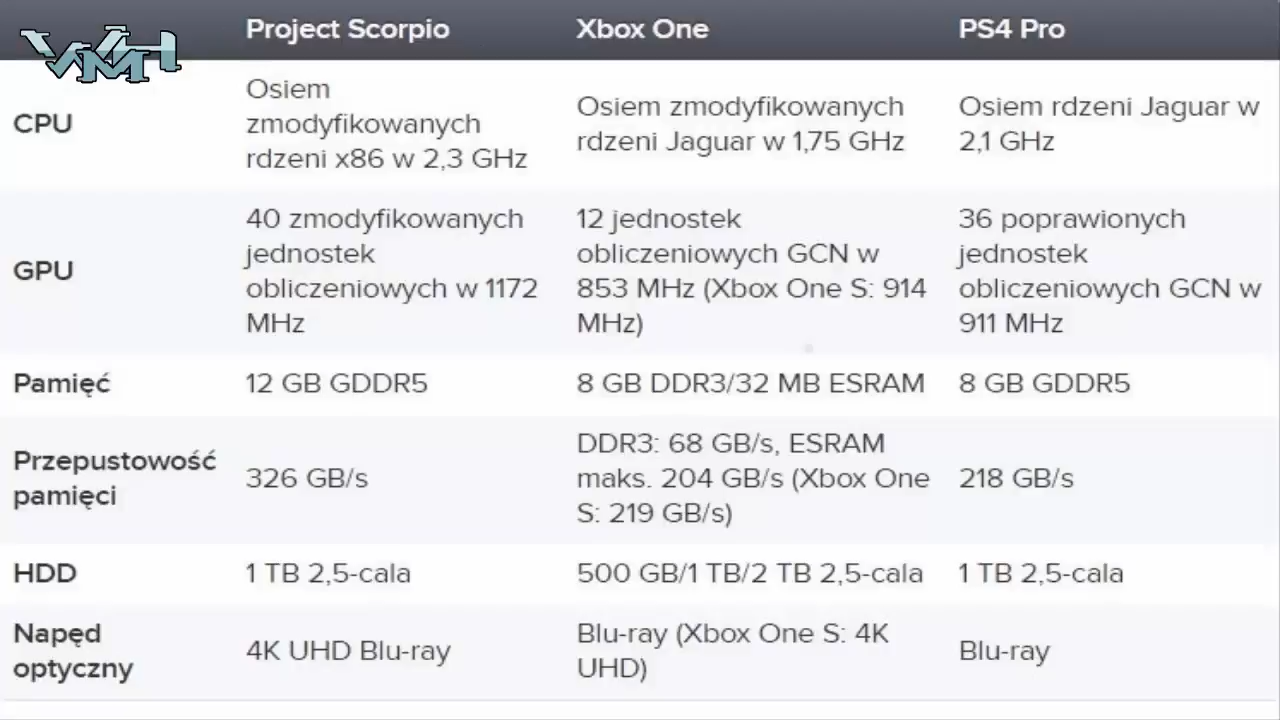 Project Scorpio
Xbox One
PS4 Pro
WMH
CPU
Osiem
zmodyfikowanych
rdzeni x86 w 2,3 GHz
Osiem zmodyfikowanych
rdzeni Jaguar w 1,75 GHz
Osiem rdzeni Jaguar w
2,1 GHz
GPU
40 zmodyfikowanych
jednostek
obliczeniowych w 1172
MHz
12 jednostek
obliczeniowych GCN w
853 MHz (Xbox One S: 914
MHz)
36 poprawionych
jednostek
obliczeniowych GCN w
911 MHz
Pamięć
12 GB GDDR5
8 GB DDR3/32 MB ESRAM
8 GB GDDR5
Przepustowość
pamięci
326 GB/s
DDR3: 68 GB/s, ESRAM
maks. 204 GB/s (Xbox One
S: 219 GB/s)
218 GB/s
HDD
1 TB 2,5-cala
500 GB/1 TB/2 TB 2,5-cala
1 TB 2,5-cala
Napęd
optyczny
4K UHD Blu-ray
Blu-ray (Xbox One S: 4K
UHD)
Blu-ray